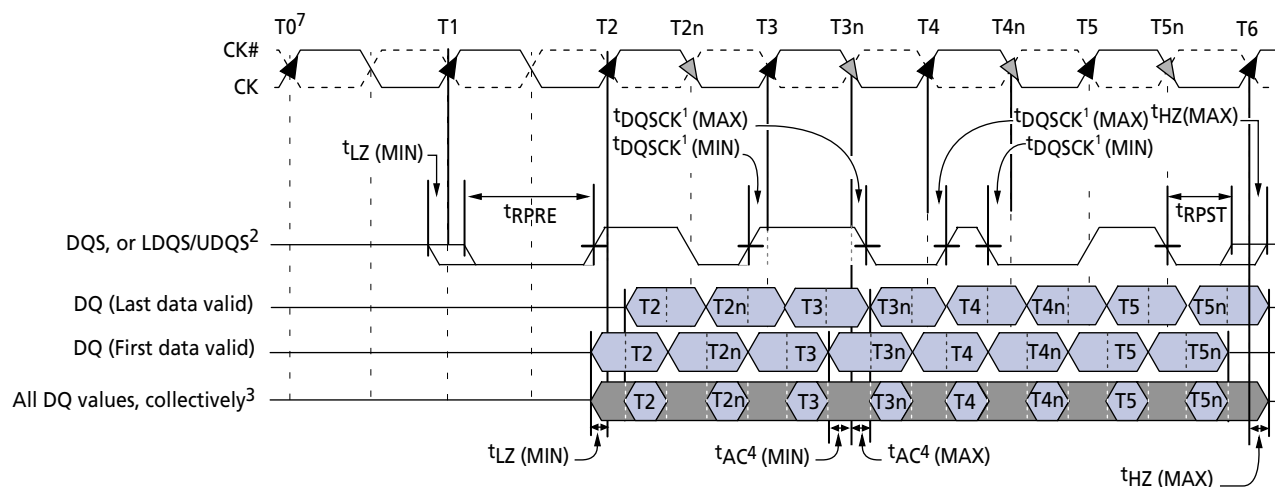 T0⁷ T1 T2 T2n T3 T3n T4 T4n T5 T5n T6
CK#
CK
tDQSCK¹ (MAX) tDQSCK¹ (MAX) tHZ(MAX)
tLZ (MIN) tDQSCK¹ (MIN) tDQSCK¹ (MIN)
tRPRE tRPST
DQS, or LDQS/UDQS²
DQ (Last data valid) T2 T2n T3 T3n T4 T4n T5 T5n
DQ (First data valid) T2 T2n T3 T3n T4 T4n T5 T5n
All DQ values, collectively³ T2 T2n T3 T3n T4 T4n T5 T5n
tLZ (MIN) tAC⁴ (MIN) tAC⁴ (MAX)
tHZ (MAX)